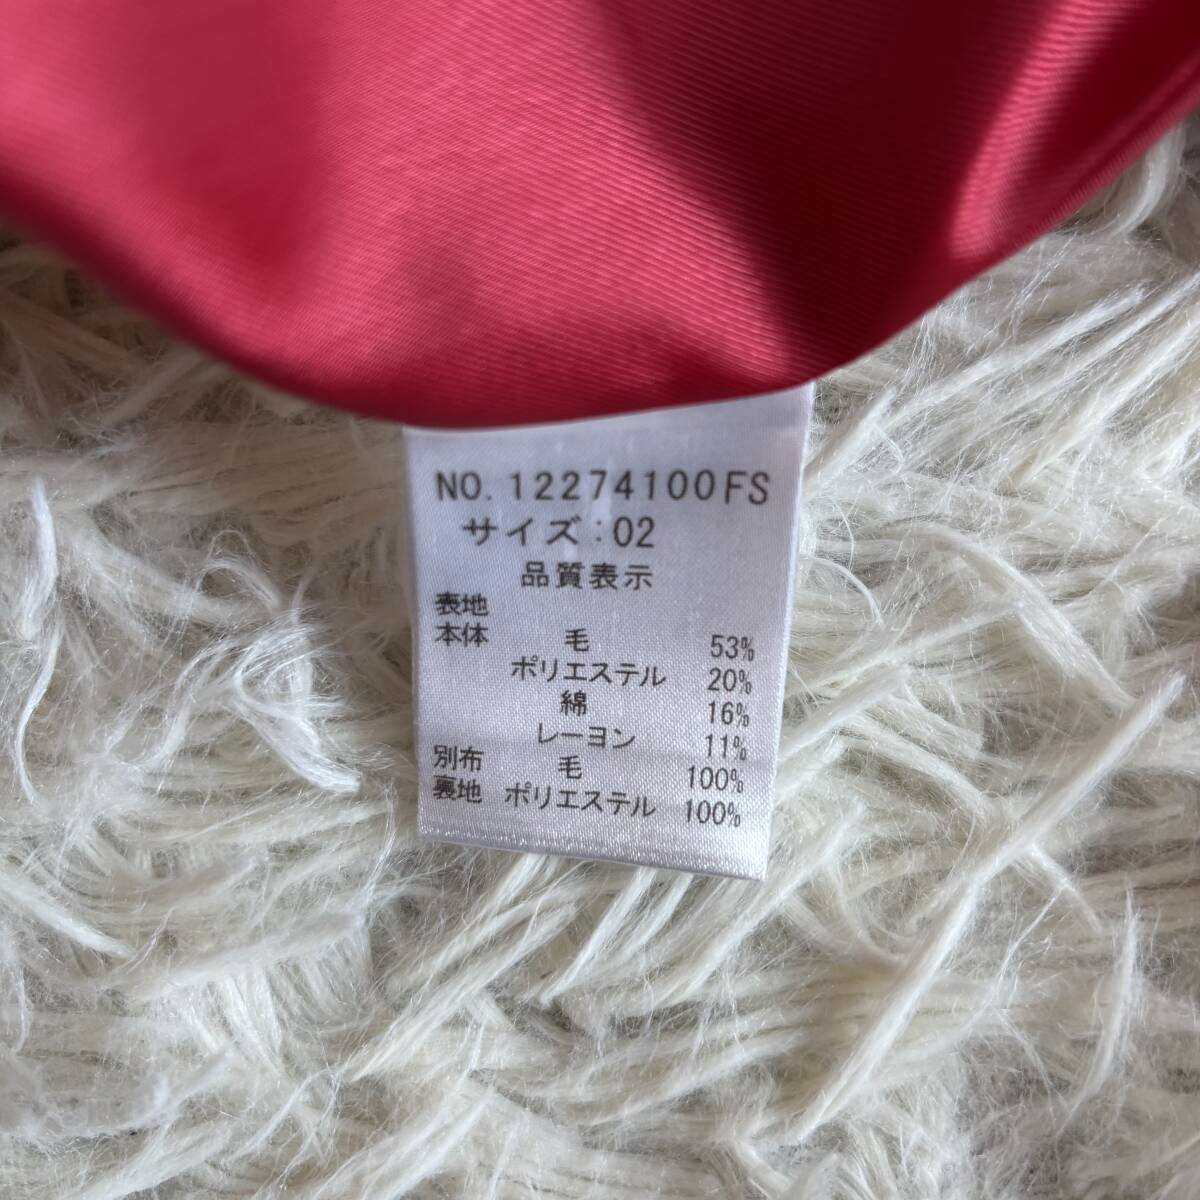 NO. 12274100FS
サイズ:02
品質表示
表地
本体 毛 53%
ポリエステル 20%
綿 16%
レーヨン 11%
別布 毛 100%
裏地 ポリエステル 100%